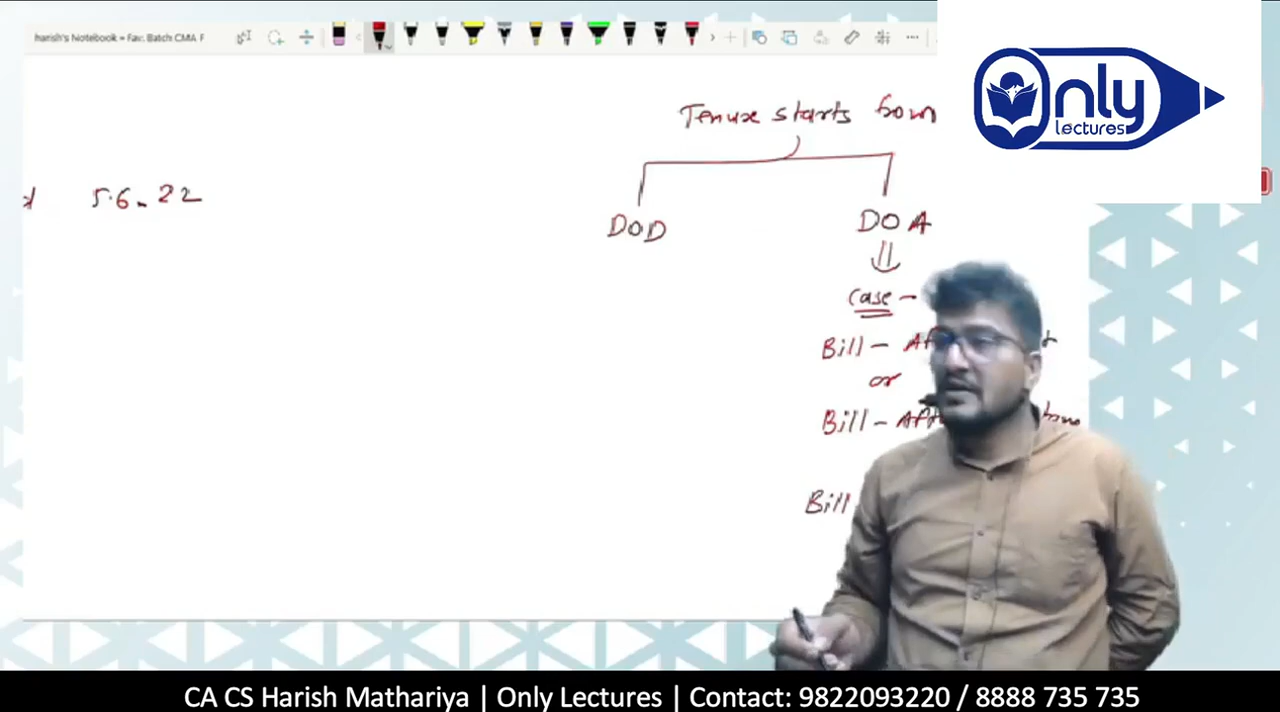 harish's Notebook » Fav. Batch CMA F
Only
lectures
Tenure starts from
5.6.22
DOD
DOA
Case -
Bill -
or
Bill -
Bill
CA CS Harish Mathariya | Only Lectures | Contact: 9822093220 / 8888 735 735